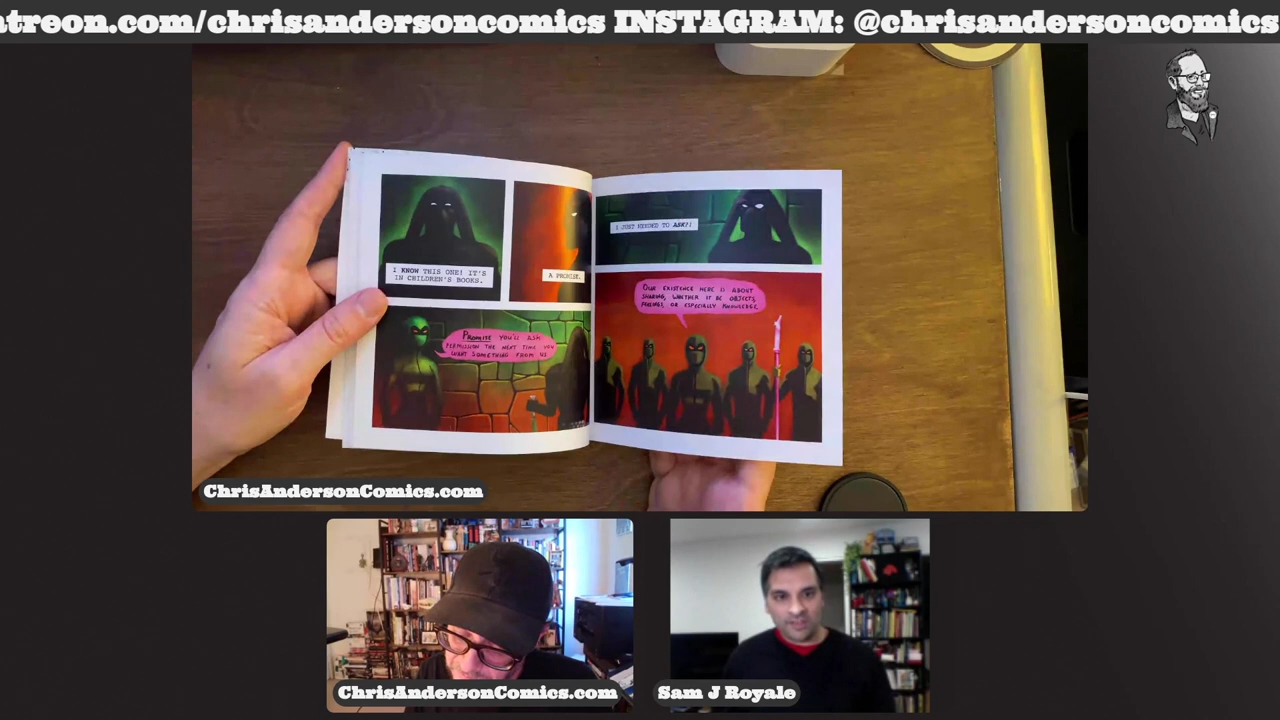 atreon.com/chrisandersoncomics INSTAGRAM: @chrisandersoncomics
I KNOW THIS ONE! IT'S
IN CHILDREN'S BOOKS.
A PROMISE.
PROMISE YOU'LL ASK
PERMISSION THE NEXT TIME YOU
WANT SOMETHING FROM US
I JUST NEEDED TO ASK?!
OUR EXISTENCE HERE IS ABOUT
SHARING, WHETHER IT BE OBJECTS,
FEELINGS, OR ESPECIALLY KNOWLEDGE.
ChrisAndersonComics.com
ChrisAndersonComics.com
Sam J Royale